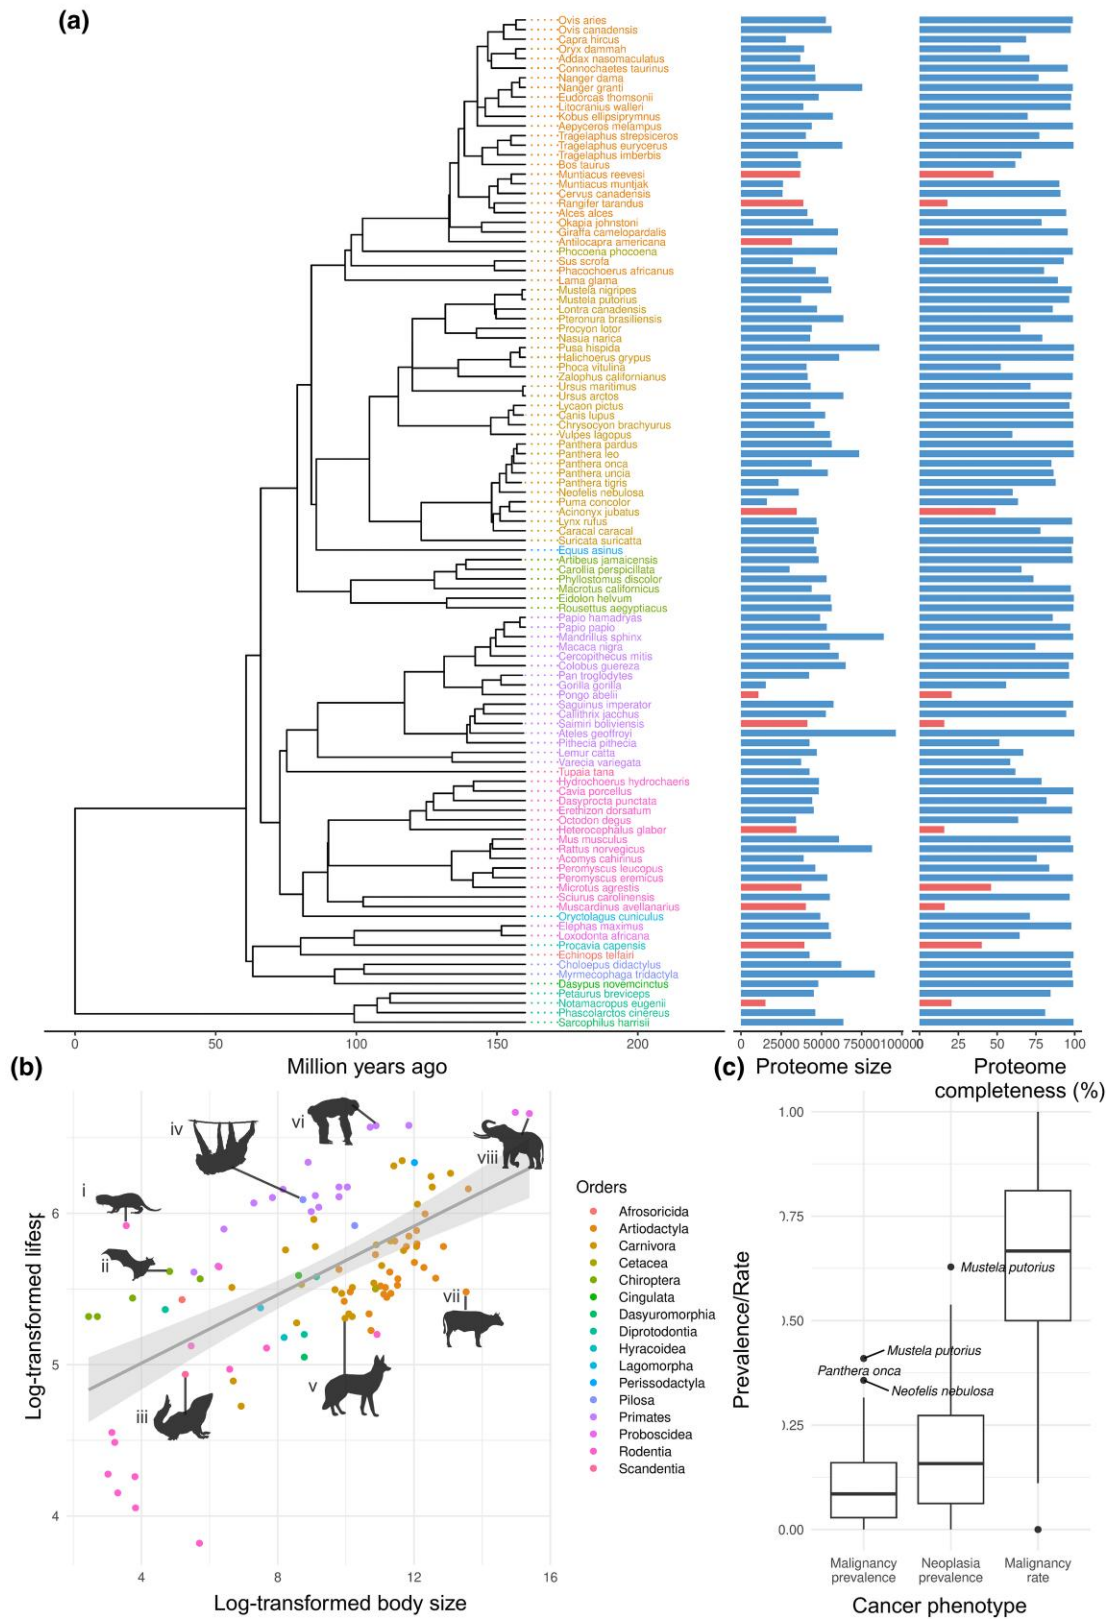 (a)
Ovis aries
Ovis canadensis
Capra hircus
Oryx dammah
Addax nasomaculatus
Connochaetes taurinus
Nanger dama
Nanger granti
Eudorcas thomsonii
Litocranius walleri
Kobus ellipsiprymnus
Aepyceros melampus
Tragelaphus strepsiceros
Tragelaphus eurycerus
Tragelaphus imberbis
Bos taurus
Muntiacus reevesi
Muntiacus muntjak
Cervus canadensis
Rangifer tarandus
Alces alces
Okapia johnstoni
Giraffa camelopardalis
Antilocapra americana
Phocoena phocoena
Sus scrofa
Phacochoerus africanus
Lama glama
Mustela nigripes
Mustela putorius
Lontra canadensis
Pteronura brasiliensis
Procyon lotor
Nasua narica
Pusa hispida
Halichoerus grypus
Phoca vitulina
Zalophus californianus
Ursus maritimus
Ursus arctos
Lycaon pictus
Canis lupus
Chrysocyon brachyurus
Vulpes lagopus
Panthera pardus
Panthera leo
Panthera onca
Panthera uncia
Panthera tigris
Neofelis nebulosa
Puma concolor
Acinonyx jubatus
Lynx rufus
Caracal caracal
Suricata suricatta
Equus asinus
Artibeus jamaicensis
Carollia perspicillata
Phyllostomus discolor
Macrotus californicus
Eidolon helvum
Rousettus aegyptiacus
Papio hamadryas
Papio papio
Mandrillus sphinx
Macaca nigra
Cercopithecus mitis
Colobus guereza
Pan troglodytes
Gorilla gorilla
Pongo abelii
Saguinus imperator
Callithrix jacchus
Saimiri boliviensis
Ateles geoffroyi
Pithecia pithecia
Lemur catta
Varecia variegata
Tupaia tana
Hydrochoerus hydrochaeris
Cavia porcellus
Dasyprocta punctata
Erethizon dorsatum
Octodon degus
Heterocephalus glaber
Mus musculus
Rattus norvegicus
Acomys cahirinus
Peromyscus leucopus
Peromyscus eremicus
Microtus agrestis
Sciurus carolinensis
Muscardinus avellanarius
Oryctolagus cuniculus
Elephas maximus
Loxodonta africana
Procavia capensis
Echinops telfairi
Choloepus didactylus
Myrmecophaga tridactyla
Dasypus novemcinctus
Petaurus breviceps
Notamacropus eugenii
Phascolarctos cinereus
Sarcophilus harrisii
0 50 100 150 200
0 25000 50000 75000 100000
0 25 50 75 100
Million years ago
Proteome size
Proteome
completeness (%)
(b)
Log-transformed lifesp
6
5
4
i
ii
iii
iv
v
vi
vii
viii
4 8 12 16
Log-transformed body size
Orders
Afrosoricida
Artiodactyla
Carnivora
Cetacea
Chiroptera
Cingulata
Dasyuromorphia
Diprotodontia
Hyracoidea
Lagomorpha
Perissodactyla
Pilosa
Primates
Proboscidea
Rodentia
Scandentia
(c)
Prevalence/Rate
1.00
0.75
0.50
0.25
0.00
Mustela putorius
Mustela putorius
Panthera onca
Neofelis nebulosa
Malignancy
prevalence
Neoplasia
prevalence
Malignancy
rate
Cancer phenotype